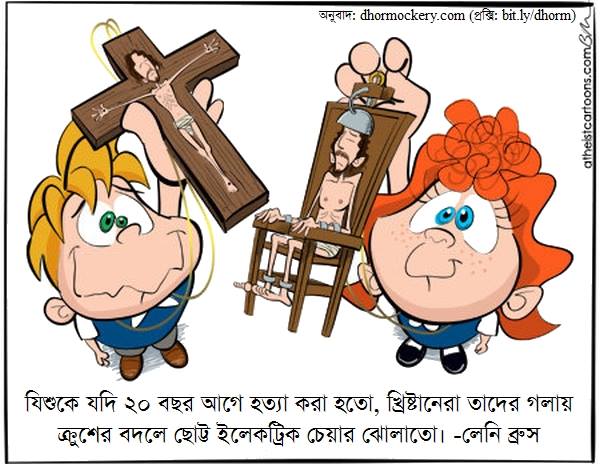 অনুবাদ: dhormockery.com (প্রক্সি: bit.ly/dhorm)
atheistcartoons.com
যিশুকে যদি ২০ বছর আগে হত্যা করা হতো, খ্রিষ্টানেরা তাদের গলায়
ক্রুশের বদলে ছোট্ট ইলেকট্রিক চেয়ার ঝোলাতো। -লেনি ব্রুস